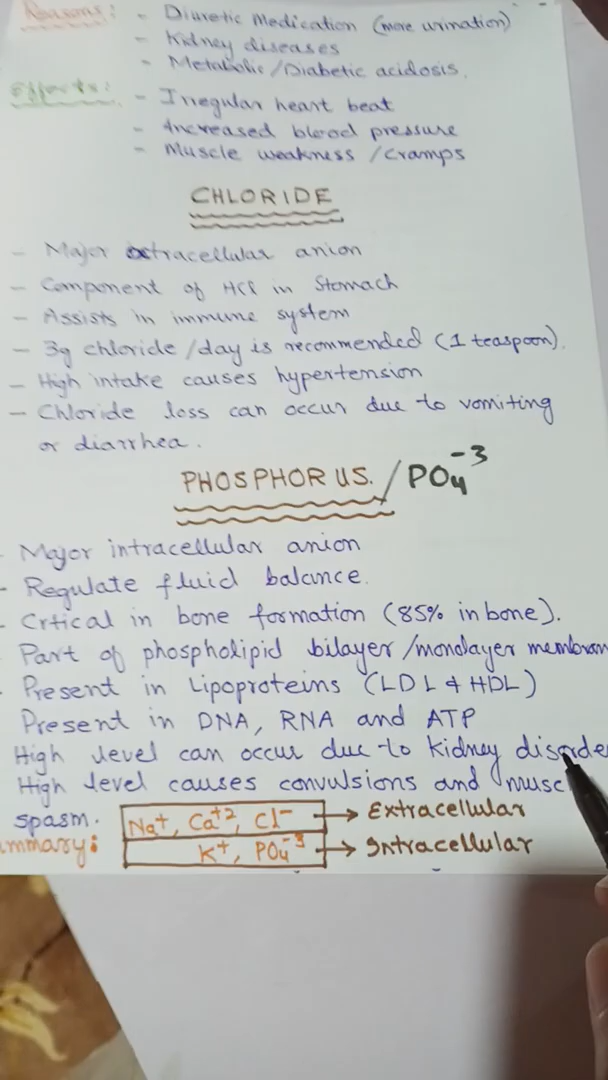 Reasons: - Diuretic Medication (more urination)
- Kidney diseases
- Metabolic/Diabetic acidosis.
Effects: - Irregular heart beat
- Increased blood pressure
- Muscle weakness / cramps
CHLORIDE
- Major extracellular anion
- Component of HCl in Stomach
- Assists in immune system
- 3g chloride/day is recommended (1 teaspoon).
- High intake causes hypertension
- Chloride loss can occur due to vomiting
or diarrhea.
PHOSPHORUS. / PO4-3
- Major intracellular anion
- Regulate fluid balance.
- Crtical in bone formation (85% in bone).
Part of phospholipid bilayer/monolayer membran
- Present in Lipoproteins (LDL & HDL)
Present in DNA, RNA and ATP
High level can occur due to kidney disorde
High level causes convulsions and musc
spasm.
Na+, Ca+2, Cl- → Extracellular
ummary: K+, PO4-3 → Intracellular